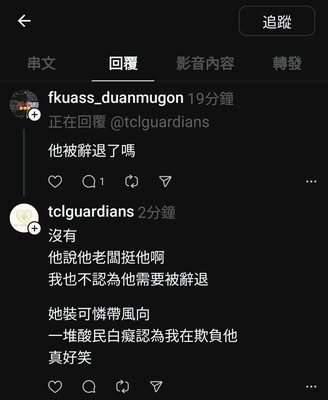 追蹤
串文 回覆 影音內容 轉發
fkuass_duanmugon 19分鐘
正在回覆 @tclguardians
他被辭退了嗎
1
tclguardians 2分鐘
沒有
他說他老闆挺他啊
我也不認為他需要被辭退
她裝可憐帶風向
一堆酸民白癡認為我在欺負他
真好笑